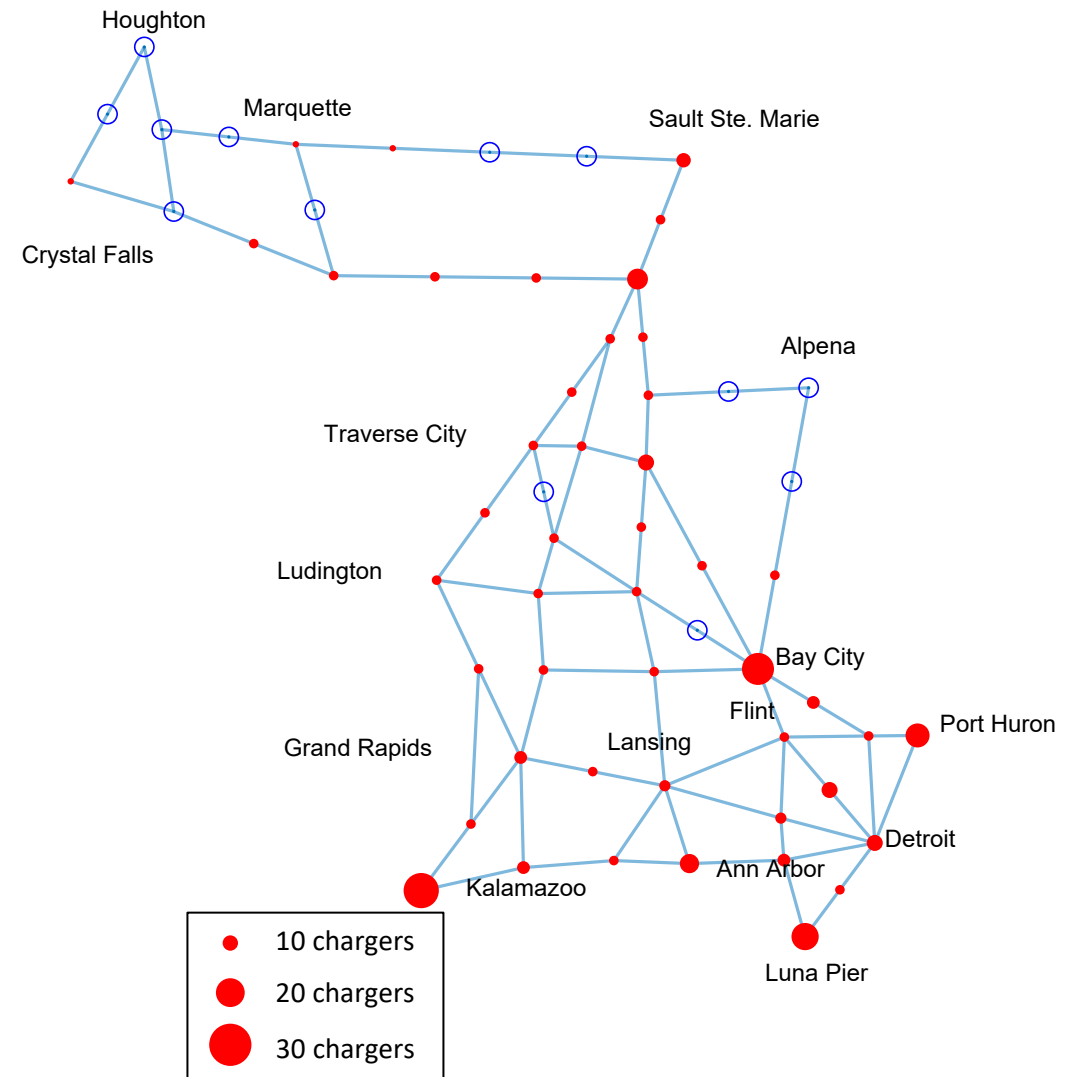 Houghton
Marquette
Sault Ste. Marie
Crystal Falls
Alpena
Traverse City
Ludington
Bay City
Flint
Port Huron
Grand Rapids
Lansing
Detroit
Ann Arbor
Kalamazoo
Luna Pier
10 chargers
20 chargers
30 chargers